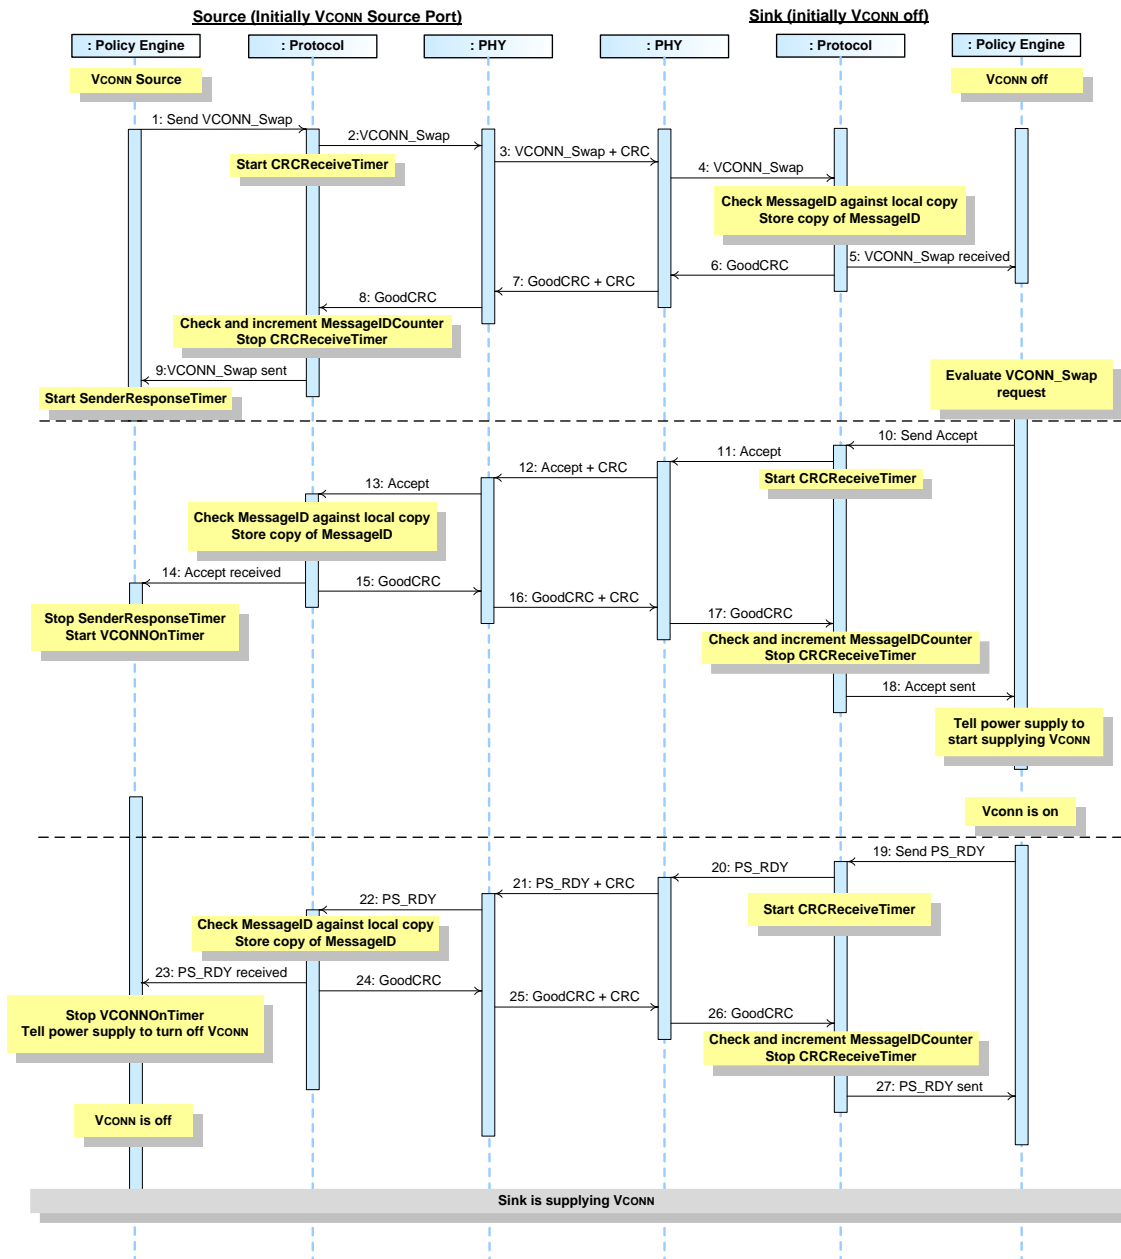 Source (Initially VCONN Source Port)
Sink (initially VCONN off)
: Policy Engine
: Protocol
: PHY
: PHY
: Protocol
: Policy Engine
VCONN Source
VCONN off
1: Send VCONN_Swap
2:VCONN_Swap
Start CRCReceiveTimer
3: VCONN_Swap + CRC
4: VCONN_Swap
Check MessageID against local copy
Store copy of MessageID
5: VCONN_Swap received
6: GoodCRC
7: GoodCRC + CRC
8: GoodCRC
Check and increment MessageIDCounter
Stop CRCReceiveTimer
9:VCONN_Swap sent
Start SenderResponseTimer
Evaluate VCONN_Swap
request
10: Send Accept
11: Accept
Start CRCReceiveTimer
12: Accept + CRC
13: Accept
Check MessageID against local copy
Store copy of MessageID
14: Accept received
15: GoodCRC
16: GoodCRC + CRC
17: GoodCRC
Stop SenderResponseTimer
Start VCONNOnTimer
Check and increment MessageIDCounter
Stop CRCReceiveTimer
18: Accept sent
Tell power supply to
start supplying VCONN
Vconn is on
19: Send PS_RDY
20: PS_RDY
21: PS_RDY + CRC
22: PS_RDY
Start CRCReceiveTimer
Check MessageID against local copy
Store copy of MessageID
23: PS_RDY received
24: GoodCRC
25: GoodCRC + CRC
26: GoodCRC
Stop VCONNOnTimer
Tell power supply to turn off VCONN
Check and increment MessageIDCounter
Stop CRCReceiveTimer
27: PS_RDY sent
VCONN is off
Sink is supplying VCONN